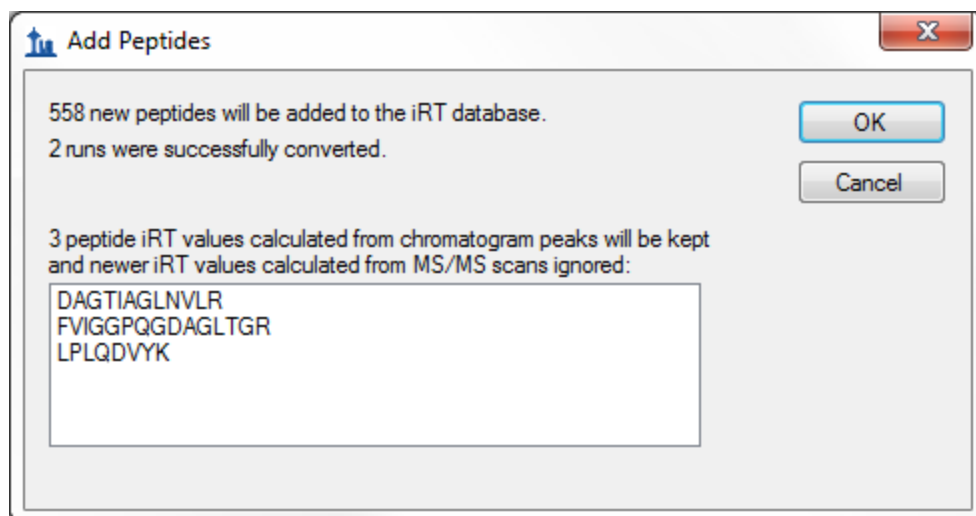 Add Peptides
558 new peptides will be added to the iRT database.
2 runs were successfully converted.
OK
Cancel
3 peptide iRT values calculated from chromatogram peaks will be kept
and newer iRT values calculated from MS/MS scans ignored:
DAGTIAGLNVLR
FVIGGPQGDAGLTGR
LPLQDVYK